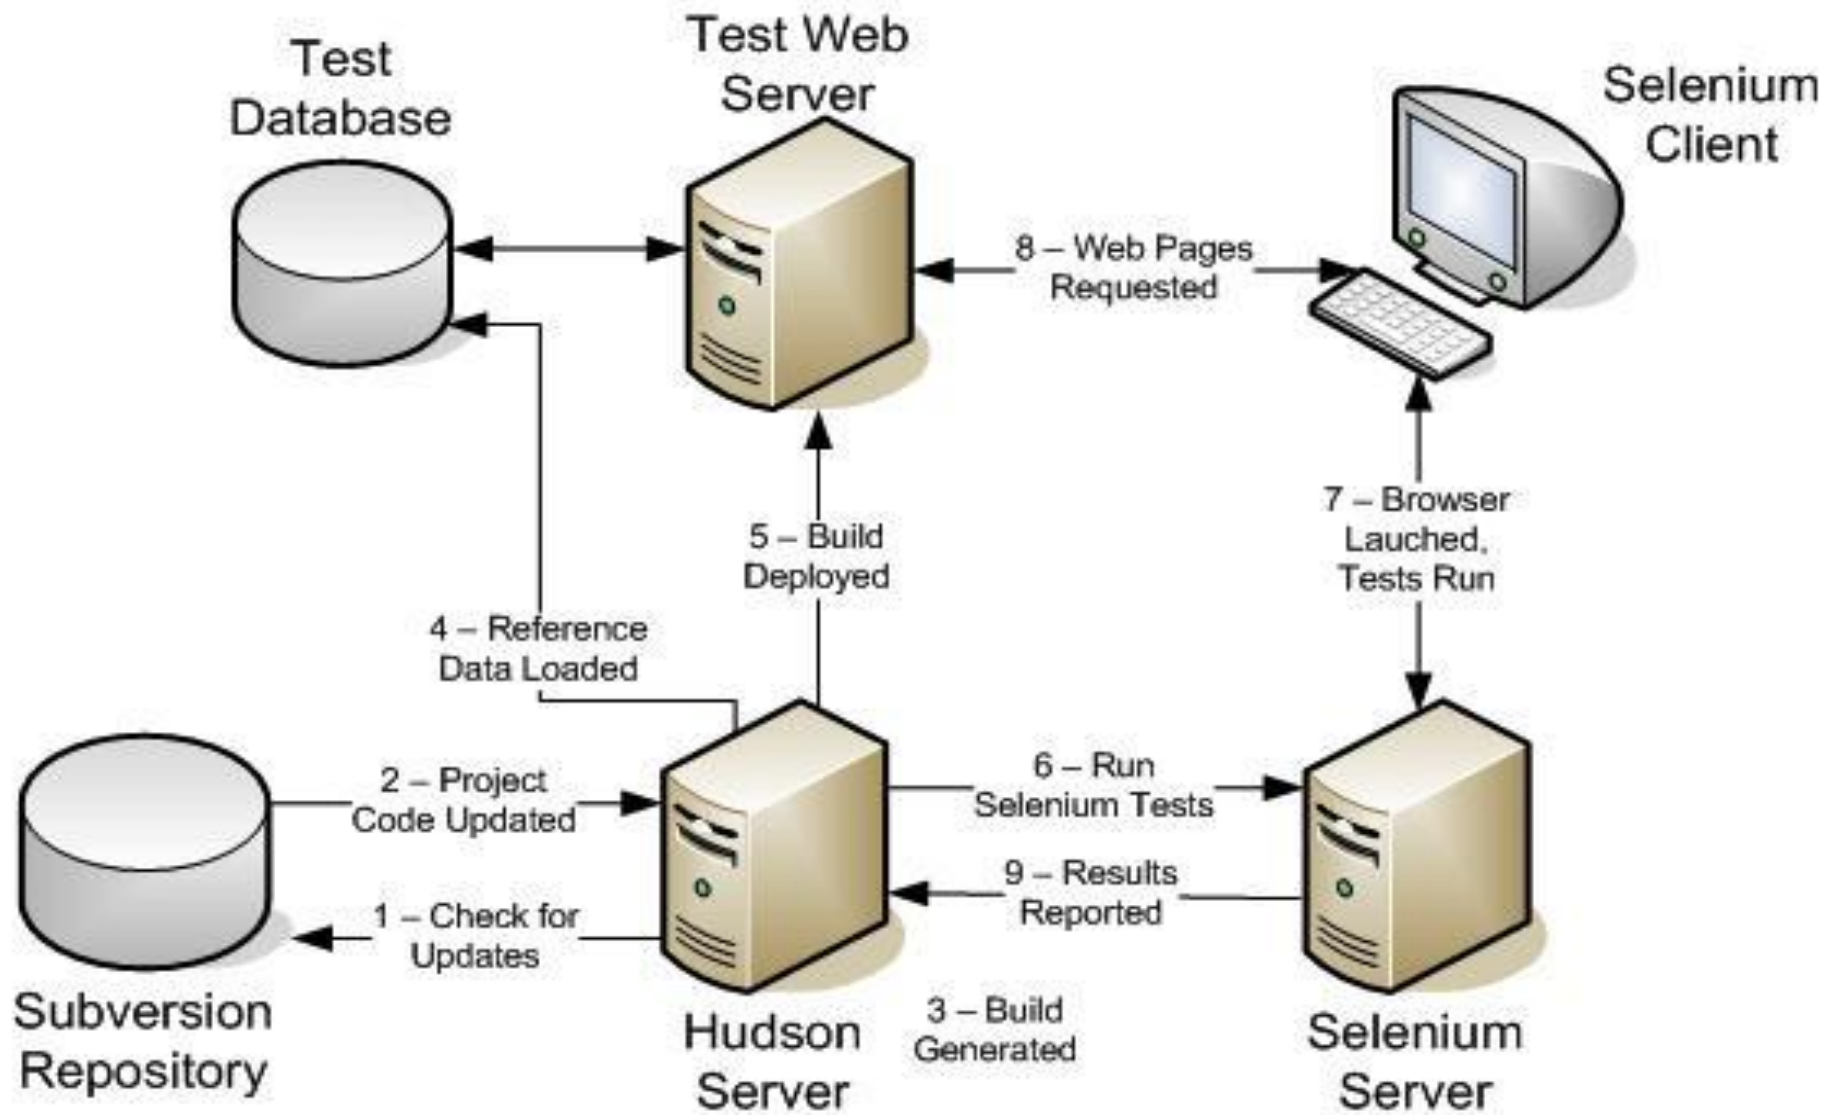 Test
Database
Test Web
Server
Selenium
Client
8 – Web Pages
Requested
7 – Browser
Lauched,
Tests Run
5 – Build
Deployed
4 – Reference
Data Loaded
2 – Project
Code Updated
6 – Run
Selenium Tests
9 – Results
Reported
1 – Check for
Updates
Subversion
Repository
Hudson
Server
3 – Build
Generated
Selenium
Server